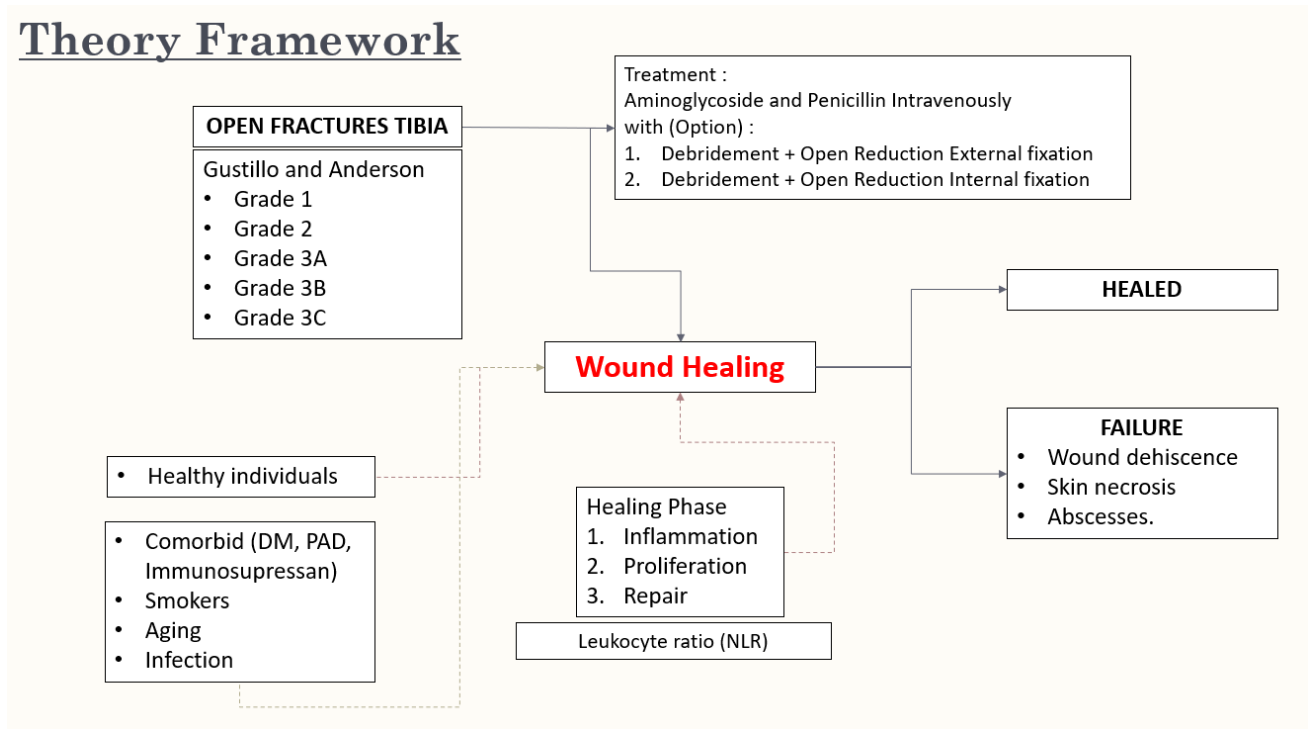 Theory Framework
OPEN FRACTURES TIBIA
Gustillo and Anderson
• Grade 1
• Grade 2
• Grade 3A
• Grade 3B
• Grade 3C
Treatment :
Aminoglycoside and Penicillin Intravenously
with (Option) :
1. Debridement + Open Reduction External fixation
2. Debridement + Open Reduction Internal fixation
Wound Healing
HEALED
FAILURE
• Wound dehiscence
• Skin necrosis
• Abscesses.
• Healthy individuals
• Comorbid (DM, PAD,
Immunosupressan)
• Smokers
• Aging
• Infection
Healing Phase
1. Inflammation
2. Proliferation
3. Repair
Leukocyte ratio (NLR)